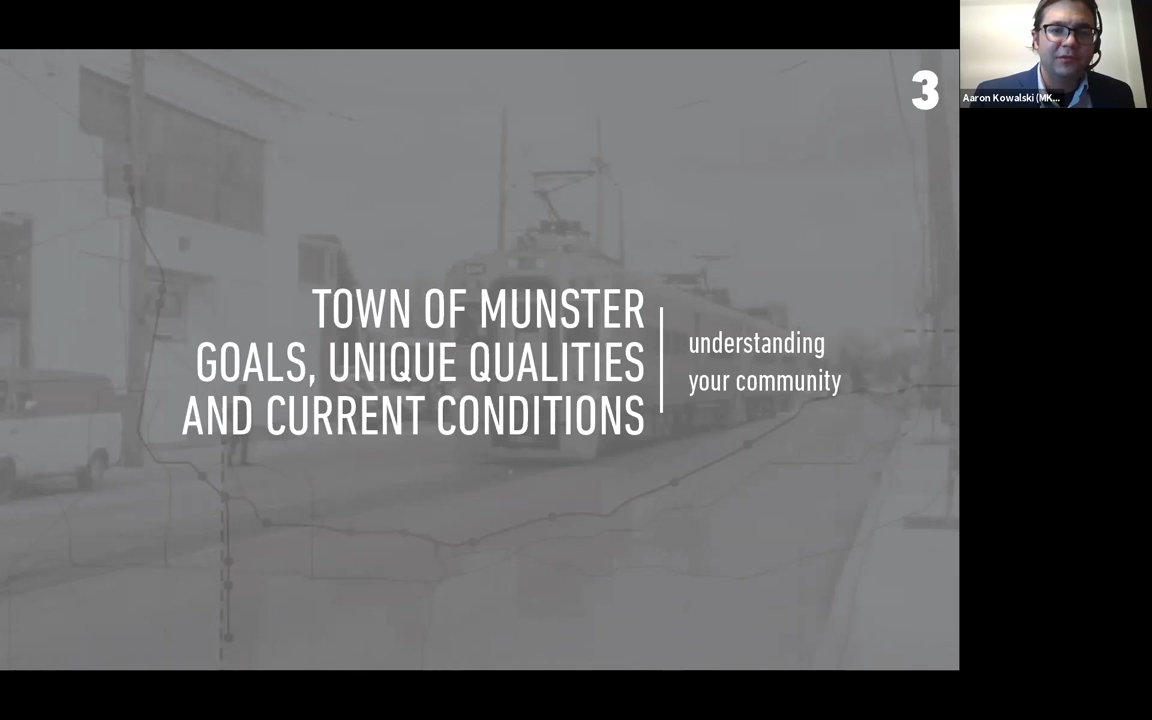 3
Aaron Kowalski (MK...
TOWN OF MUNSTER
GOALS, UNIQUE QUALITIES
AND CURRENT CONDITIONS
understanding
your community